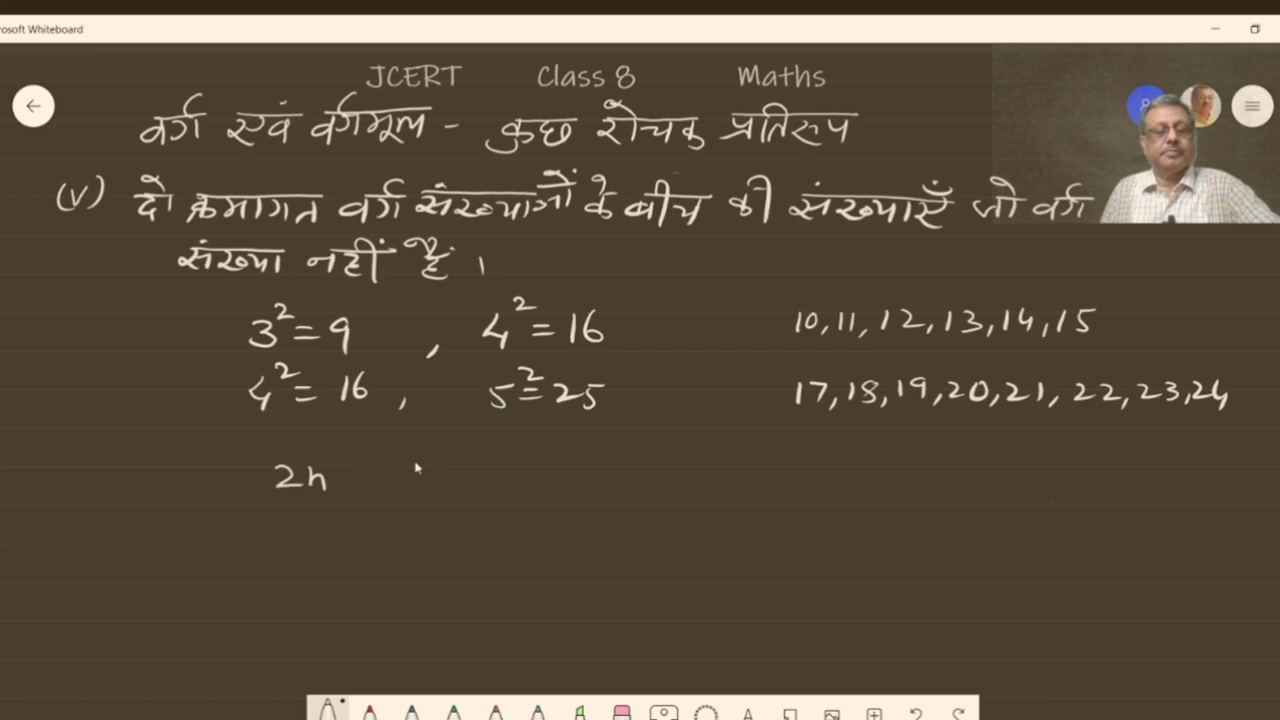 rosoft Whiteboard
JCERT Class 8 Maths
वर्ग एवं वर्गमूल - कुछ रोचक प्रतिरुप
(v) दो क्रमागत वर्ग संख्याओं के बीच की संख्याएँ जो वर्ग
संख्या नहीं हैं ।
3² = 9 , 4² = 16 10, 11, 12, 13, 14, 15
4² = 16 , 5² = 25 17, 18, 19, 20, 21, 22, 23, 24
2n